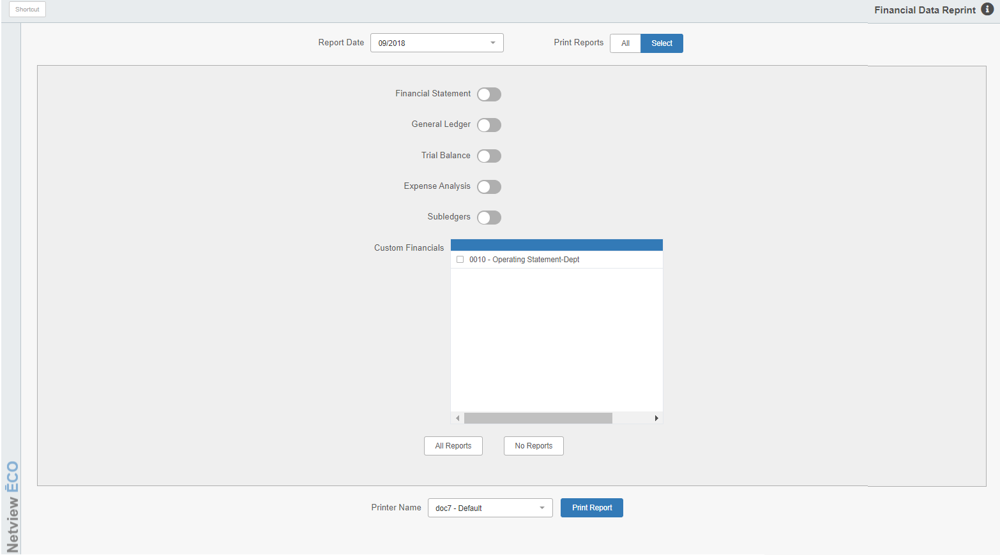 Shortcut
Financial Data Reprint
Report Date 09/2018 Print Reports All Select
Financial Statement
General Ledger
Trial Balance
Expense Analysis
Subledgers
Custom Financials
0010 - Operating Statement-Dept
All Reports No Reports
Printer Name doc7 - Default Print Report
Netview ĒCO